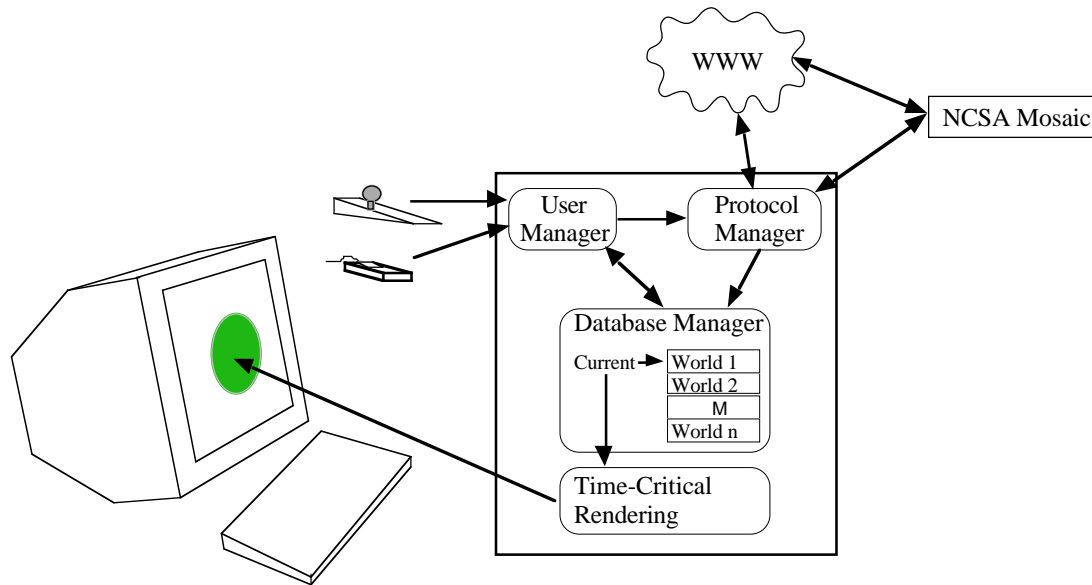 WWW
NCSA Mosaic
User
Manager
Protocol
Manager
Database Manager
Current
World 1
World 2
M
World n
Time-Critical
Rendering